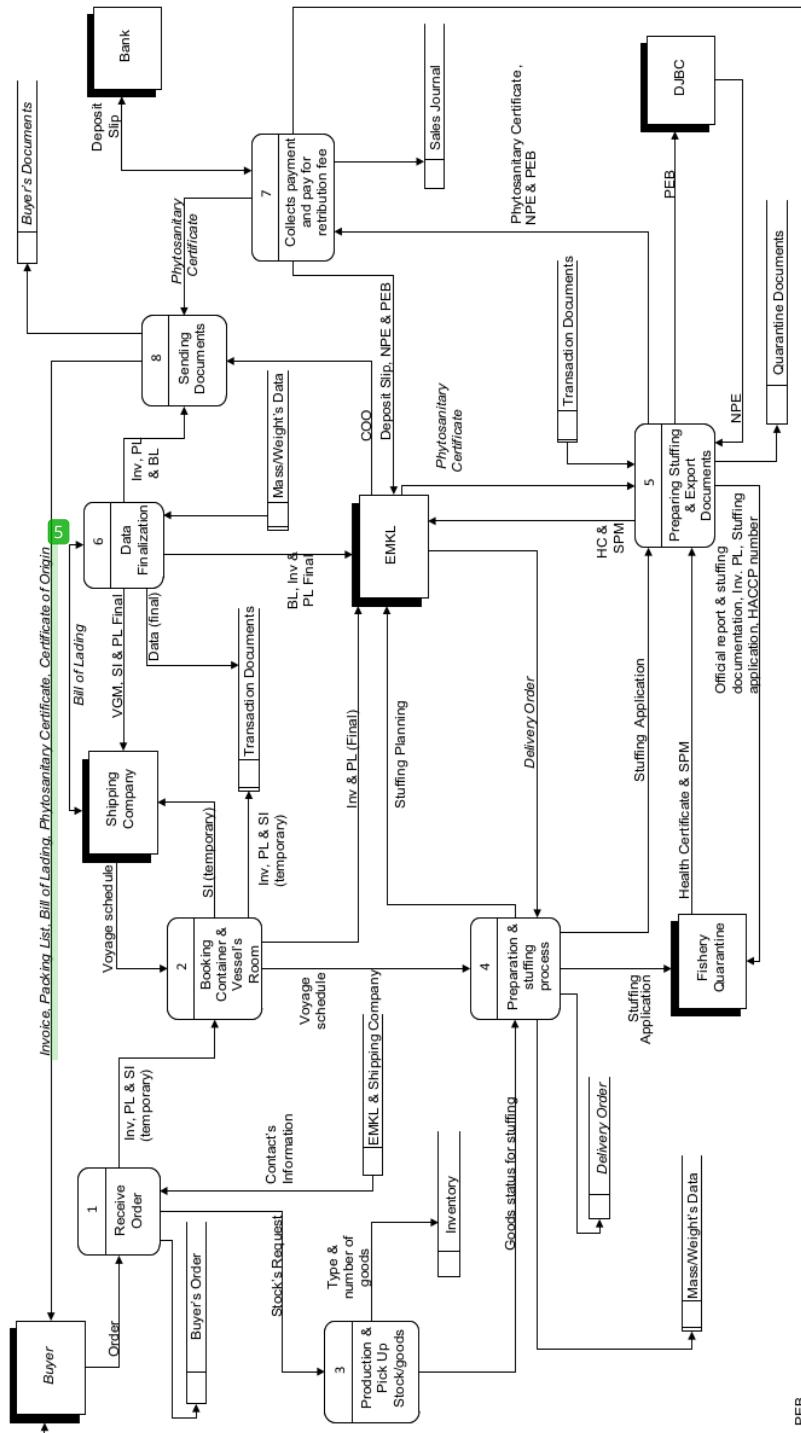 Buyer's Documents
Bank
Deposit
Slip
Invoice, Packing List, Bill of Lading, Phytosanitary Certificate, Certificate of Origin
5
Buyer
Order
1
Receive
Order
Buyer's Order
Inv, PL & SI
(temporary)
Contact's
Information
EMKL & Shipping Company
Stock's Request
Voyage schedule
Shipping
Company
Bill of Lading
VGM, SI & PL Final
Data (final)
SI (temporary)
2
Booking
Container &
Vessel's
Room
Inv, PL & SI
(temporary)
Transaction Documents
6
Data
Finalization
Inv, PL
& BL
Mass/Weight's Data
BL, Inv &
PL Final
8
Sending
Documents
Phytosanitary
Certificate
7
Collects payment
and pay for
retribution fee
Sales Journal
COO
Deposit Slip, NPE & PEB
Inv & PL (Final)
Voyage
schedule
Stuffing Planning
EMKL
Phytosanitary
Certificate
Phytosanitary Certificate,
NPE & PEB
3
Production &
Pick Up
Stock/goods
Type &
number of
goods
Inventory
Goods status for stuffing
4
Preparation &
stuffing
process
Delivery Order
HC &
SPM
Transaction Documents
Stuffing Application
5
Preparing Stuffing
& Export
Documents
PEB
DJBC
NPE
Quarantine Documents
Delivery Order
Stuffing
Application
Mass/Weight's Data
Fishery
Quarantine
Health Certificate & SPM
Official report & stuffing
documentation, Inv. PL, Stuffing
application, HACCP number
PEB